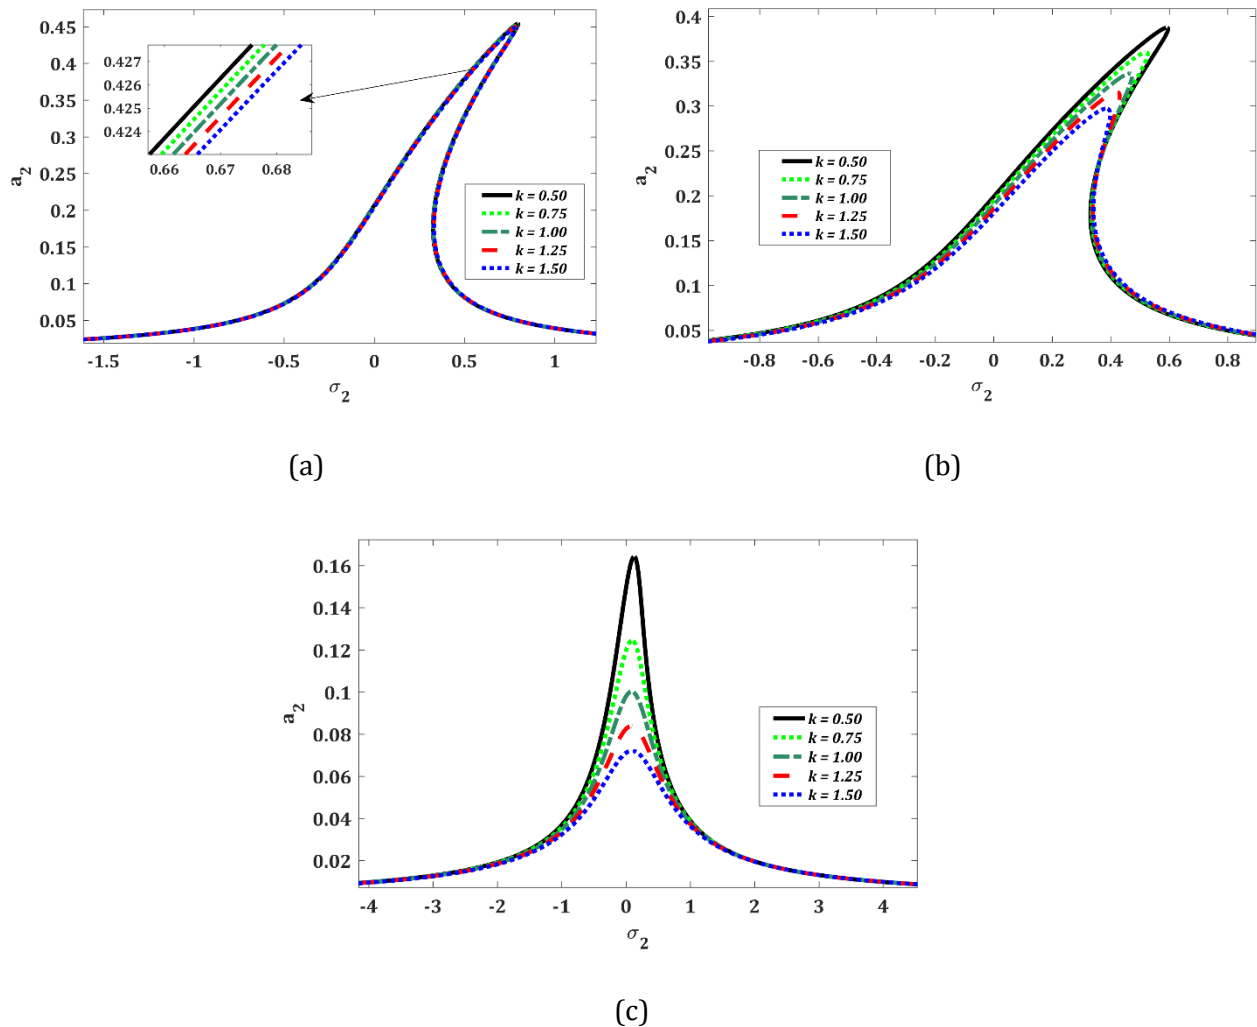 0.45
0.4
0.35
0.3
0.25
0.2
0.15
0.1
0.05
a2
0.427
0.4427
0.425
0.424
0.66 0.67 0.68
k = 0.50
k = 0.75
k = 1.00
k = 1.25
k = 1.50
-1.5 -1 -0.5 0 0.5 1
σ2
(a)
0.4
0.35
0.3
0.25
0.2
0.15
0.1
0.05
a2
k = 0.50
k = 0.75
k = 1.00
k = 1.25
k = 1.50
-0.8 -0.6 -0.4 -0.2 0 0.2 0.4 0.6 0.8
σ2
(b)
0.16
0.14
0.12
0.1
0.08
0.06
0.04
0.02
a2
k = 0.50
k = 0.75
k = 1.00
k = 1.25
k = 1.50
-4 -3 -2 -1 0 1 2 3 4
σ2
(c)